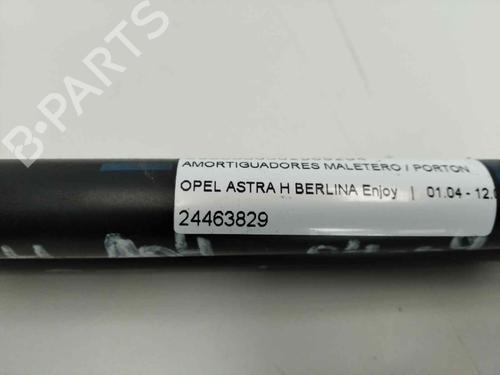 B-PARTS
AMORTIGUADORES MALETERO / PORTON
OPEL ASTRA H BERLINA Enjoy | 01.04 - 12.
24463829